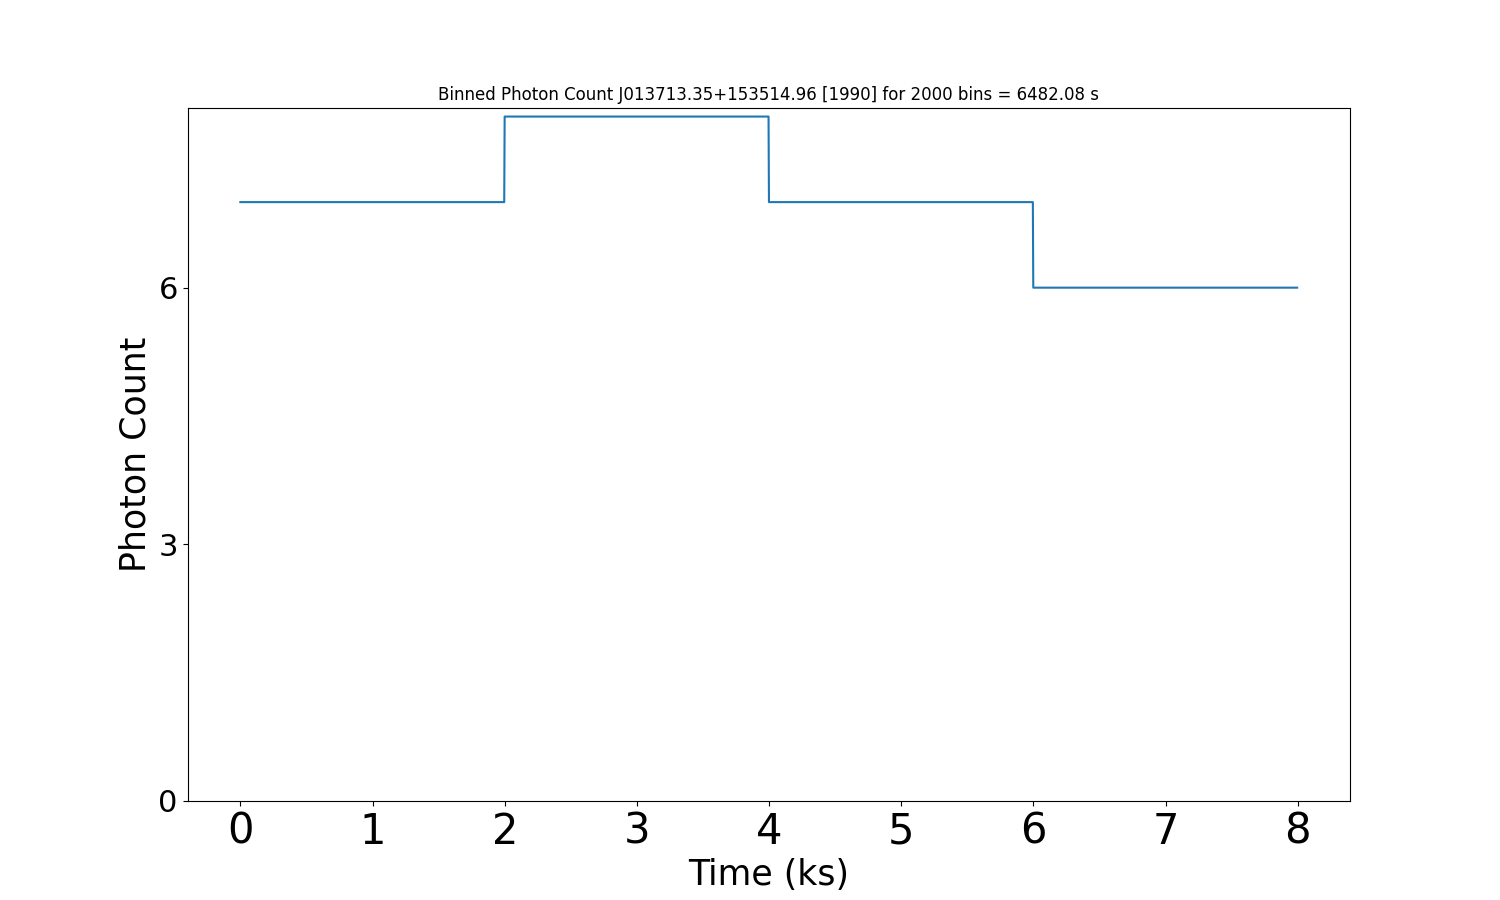 Binned Photon Count J013713.35+153514.96 [1990] for 2000 bins = 6482.08 s
Photon Count
6
3
0
0 1 2 3 4 5 6 7 8
Time (ks)